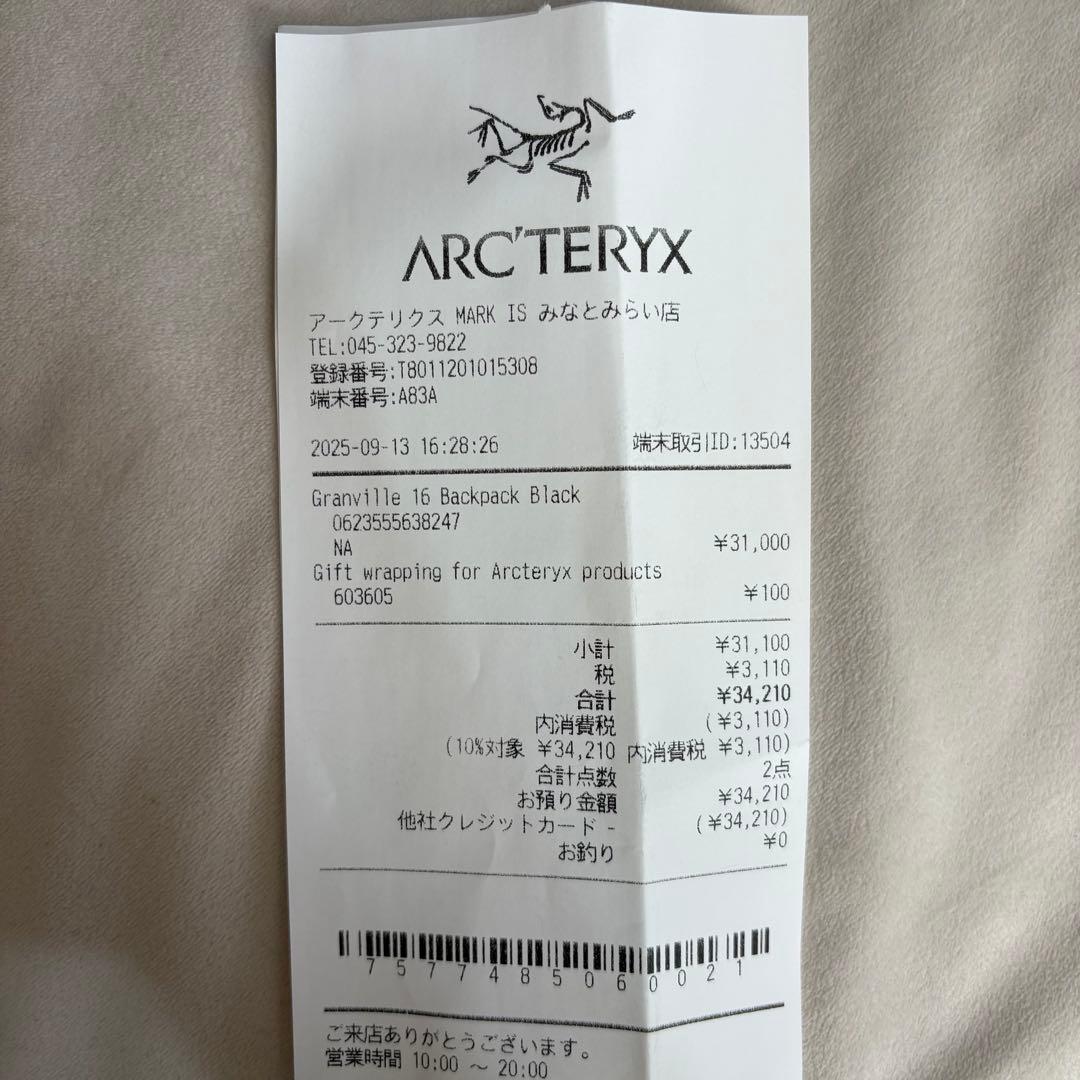 ARC'TERYX
アークテリクス MARK IS みなとみらい店
TEL:045-323-9822
登録番号:T8011201015308
端末番号:A83A
2025-09-13 16:28:26 端末取引ID:13504
Granville 16 Backpack Black
0623555638247
NA ¥31,000
Gift wrapping for Arcteryx products
603605 ¥100
小計 ¥31,100
税 ¥3,110
合計 ¥34,210
内消費税 (¥3,110)
(10%対象 ¥34,210 内消費税 ¥3,110)
合計点数 2点
お預り金額 ¥34,210
他社クレジットカード - (¥34,210)
お釣り ¥0
7577485060021
ご来店ありがとうございます。
営業時間 10:00 ~ 20:00